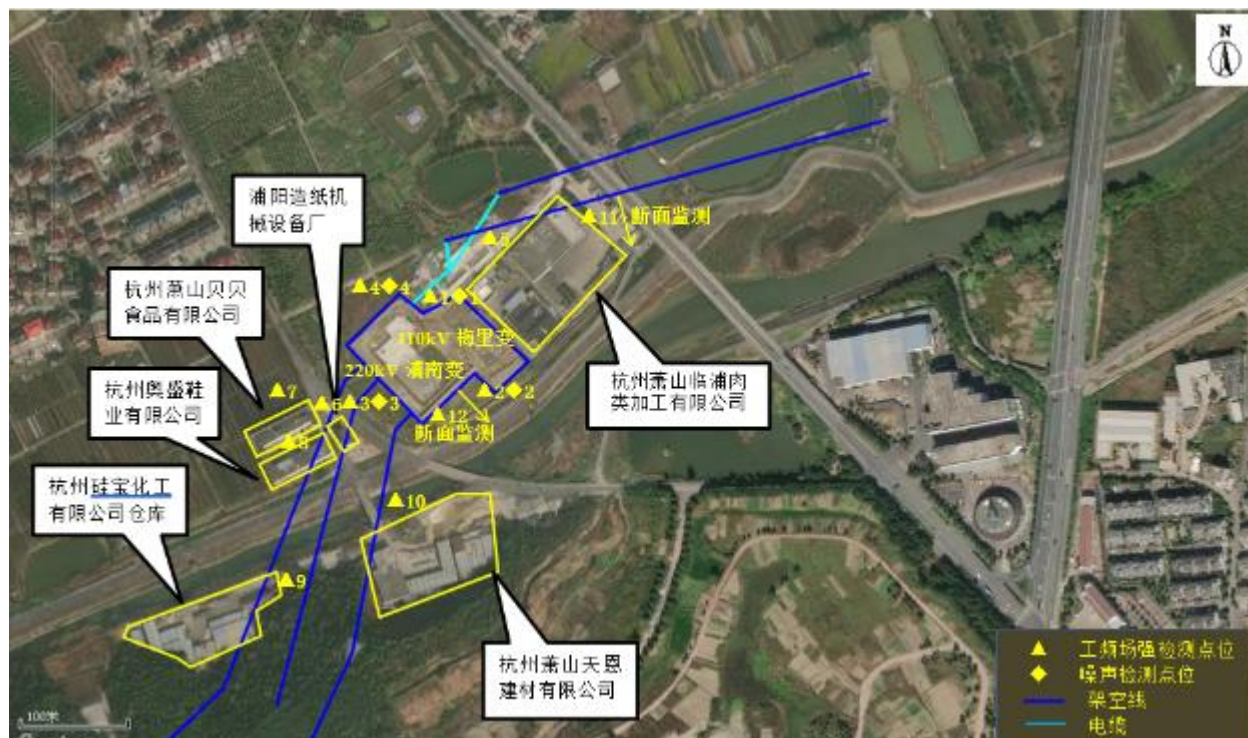 N
浦阳造纸机
械设备厂
杭州萧山贝贝
食品有限公司
杭州奥盛鞋
业有限公司
杭州硅宝化工
有限公司仓库
11
断面监测
5
4
4
1
1
110kV 梅里变
220kV 浦南变
杭州萧山临浦肉
类加工有限公司
7
6
3
3
2
2
12
断面监测
8
10
9
杭州萧山天恩
建材有限公司
100米
工频场强检测点位
噪声检测点位
架空线
电缆